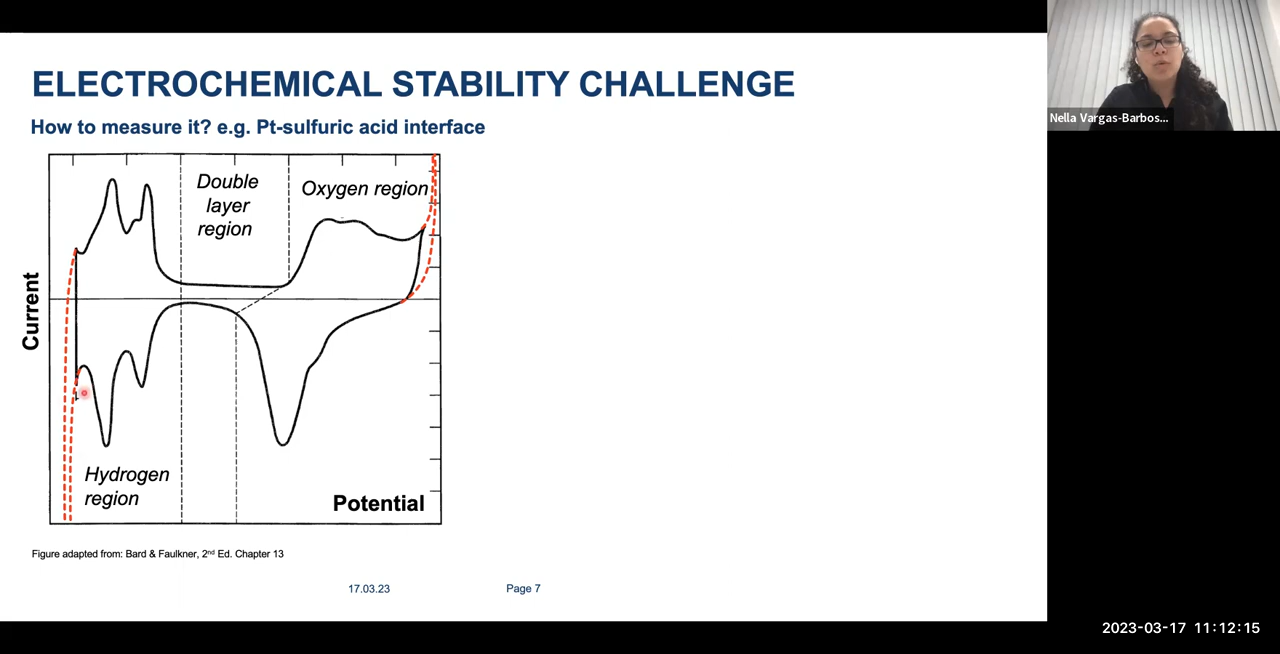 ELECTROCHEMICAL STABILITY CHALLENGE
How to measure it? e.g. Pt-sulfuric acid interface
Double
layer
region
Oxygen region
Current
Hydrogen
region
Potential
Figure adapted from: Bard & Faulkner, 2nd Ed. Chapter 13
17.03.23
Page 7
Nella Vargas-Barbos...
2023-03-17 11:12:15